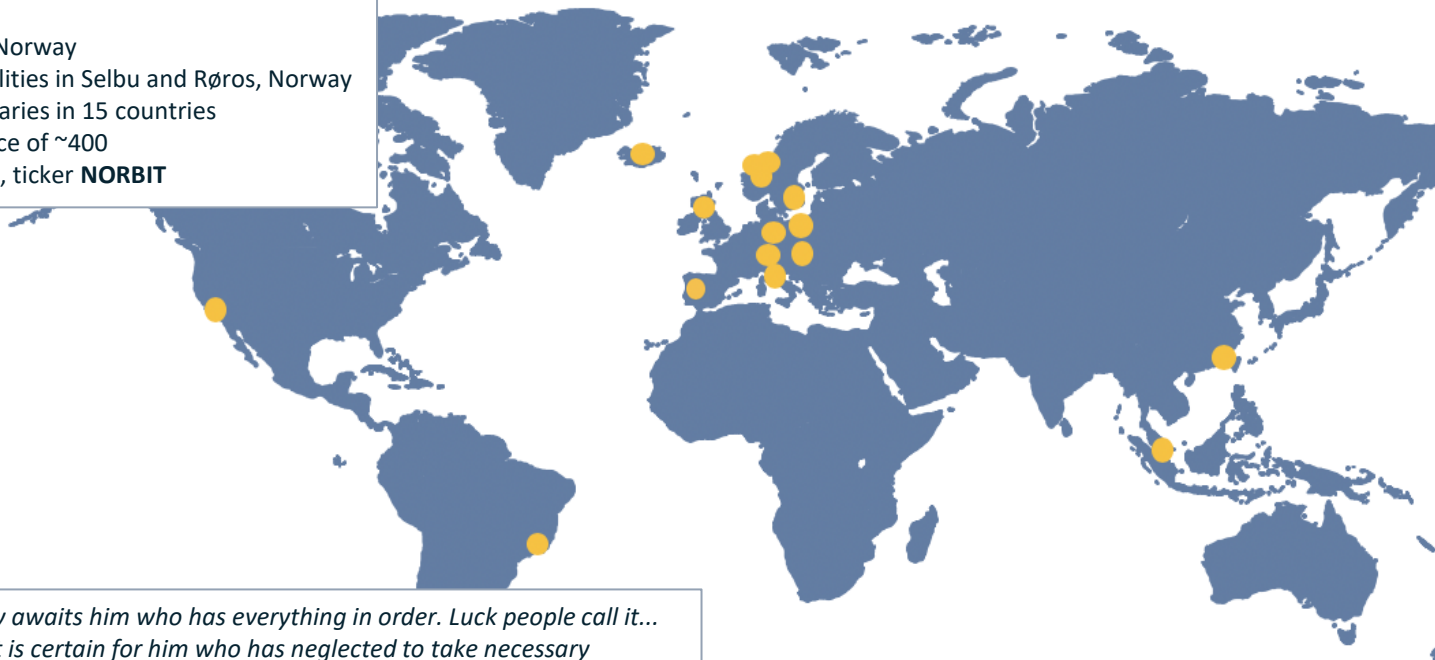 Norway
lities in Selbu and Røros, Norway
aries in 15 countries
ce of ~400
, ticker NORBIT
y awaits him who has everything in order. Luck people call it...
t is certain for him who has neglected to take necessary